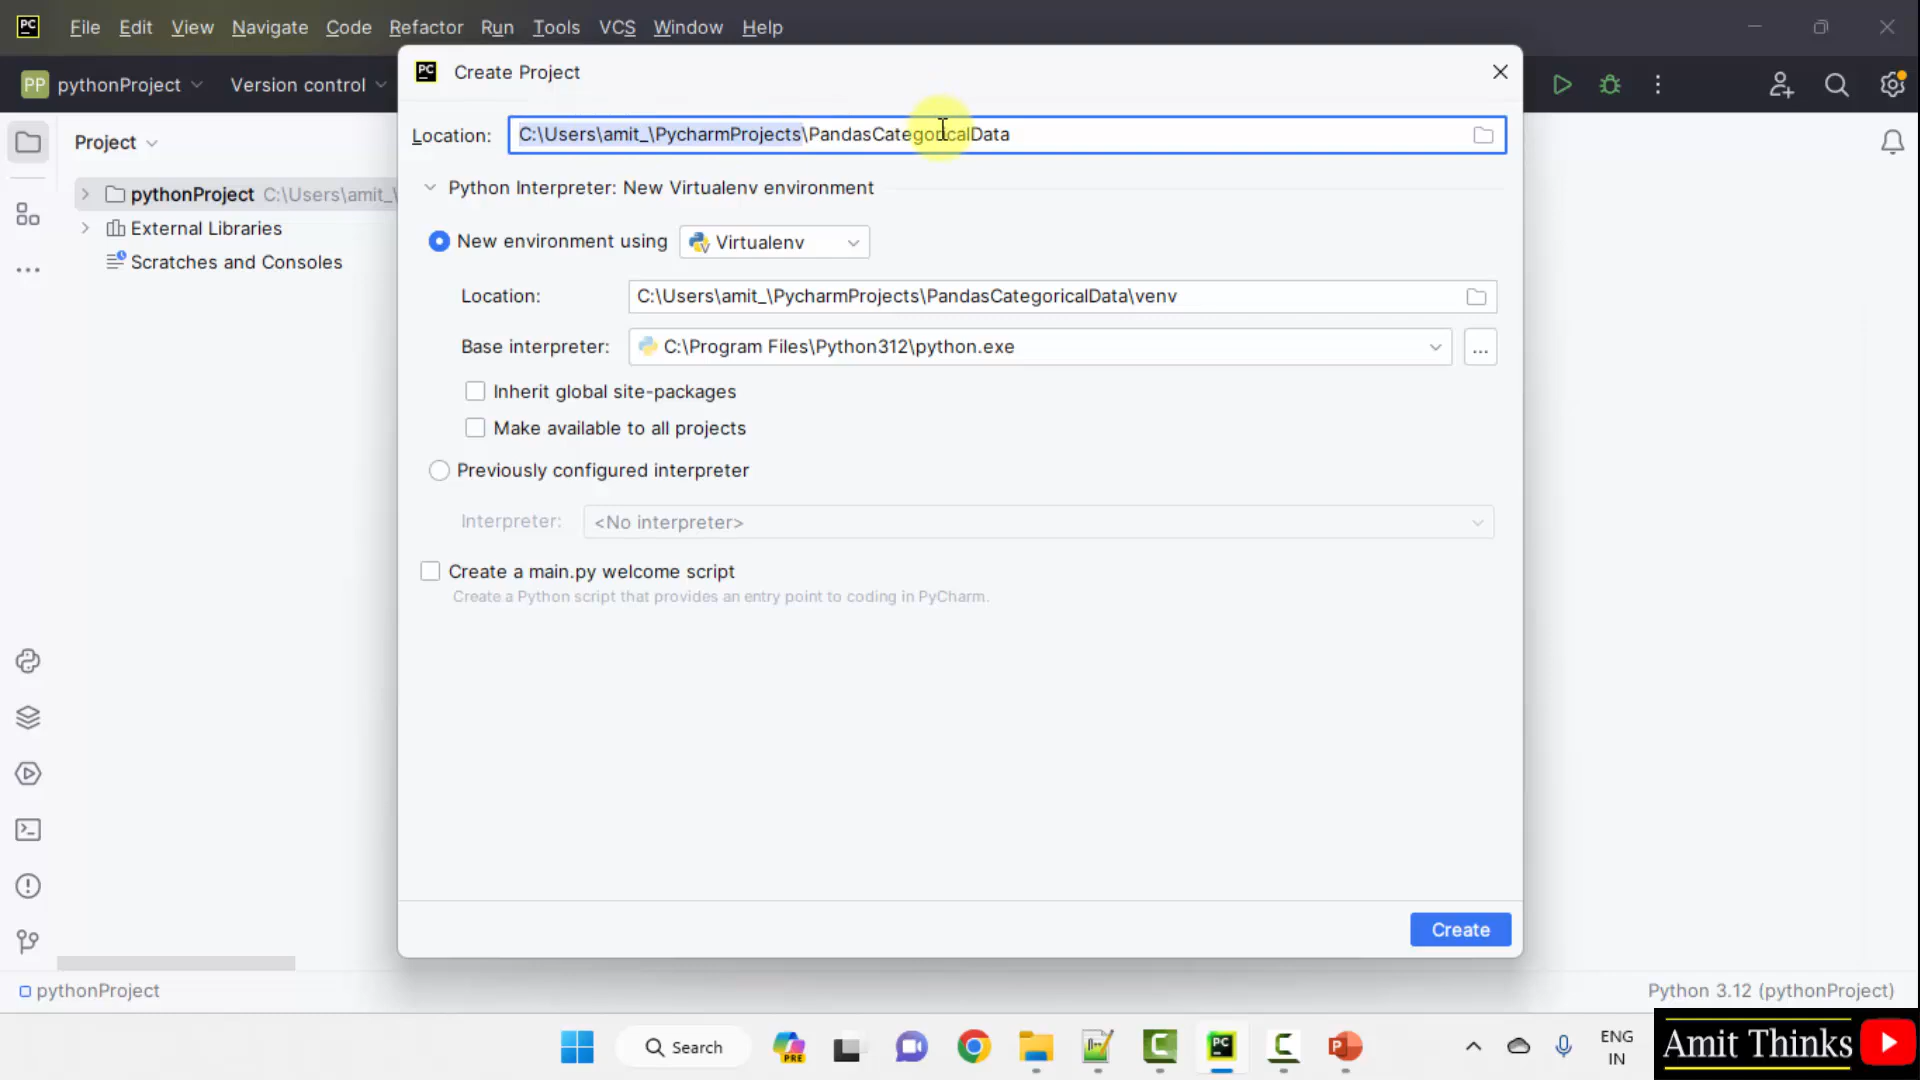 PC File Edit View Navigate Code Refactor Run Tools VCS Window Help
PP pythonProject Version control
PC Create Project
Location: C:\Users\amit_\PycharmProjects\PandasCategoricalData
Project
Python Interpreter: New Virtualenv environment
pythonProject C:\Users\amit_\
External Libraries
New environment using Virtualenv
Scratches and Consoles
Location: C:\Users\amit_\PycharmProjects\PandasCategoricalData\venv
Base interpreter: C:\Program Files\Python312\python.exe ...
Inherit global site-packages
Make available to all projects
Previously configured interpreter
Interpreter: <No interpreter>
Create a main.py welcome script
Create a Python script that provides an entry point to coding in PyCharm.
Create
pythonProject Python 3.12 (pythonProject)
Search PRE PC P ENG
IN
Amit Thinks